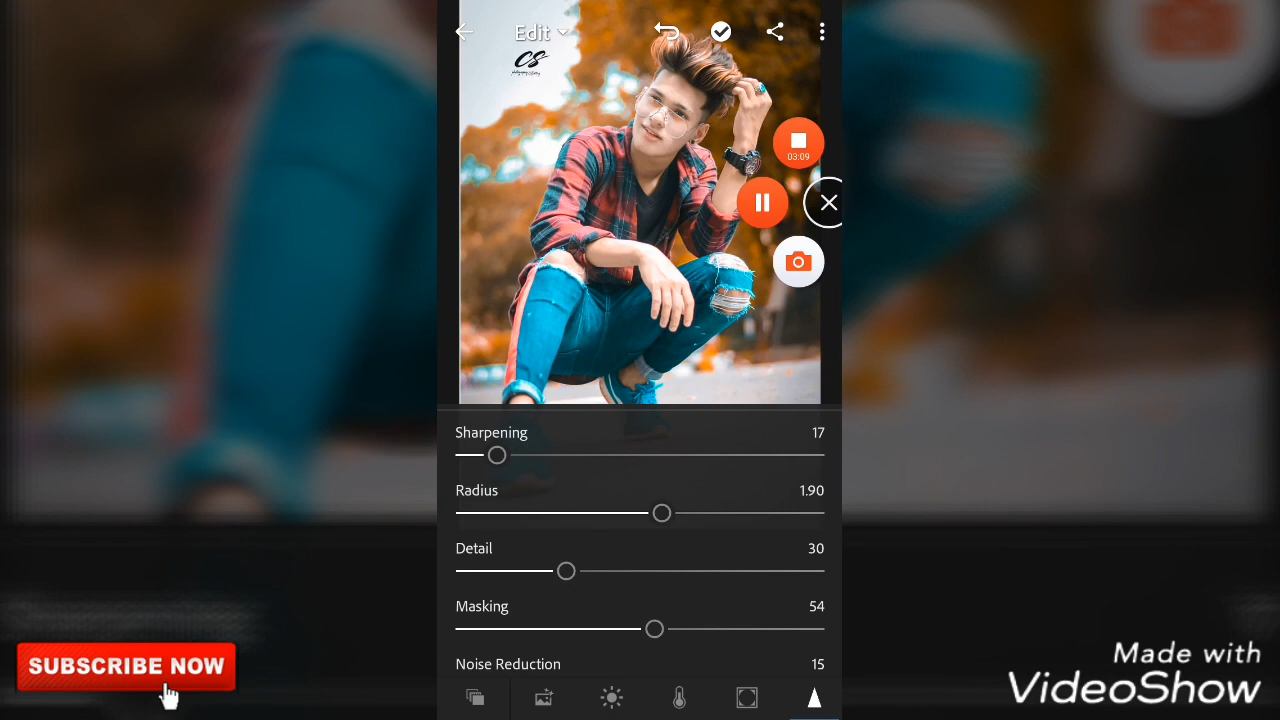 Edit
CS
03:09
Sharpening 17
Radius 1.90
Detail 30
Masking 54
Noise Reduction 15
SUBSCRIBE NOW
Made with
VideoShow